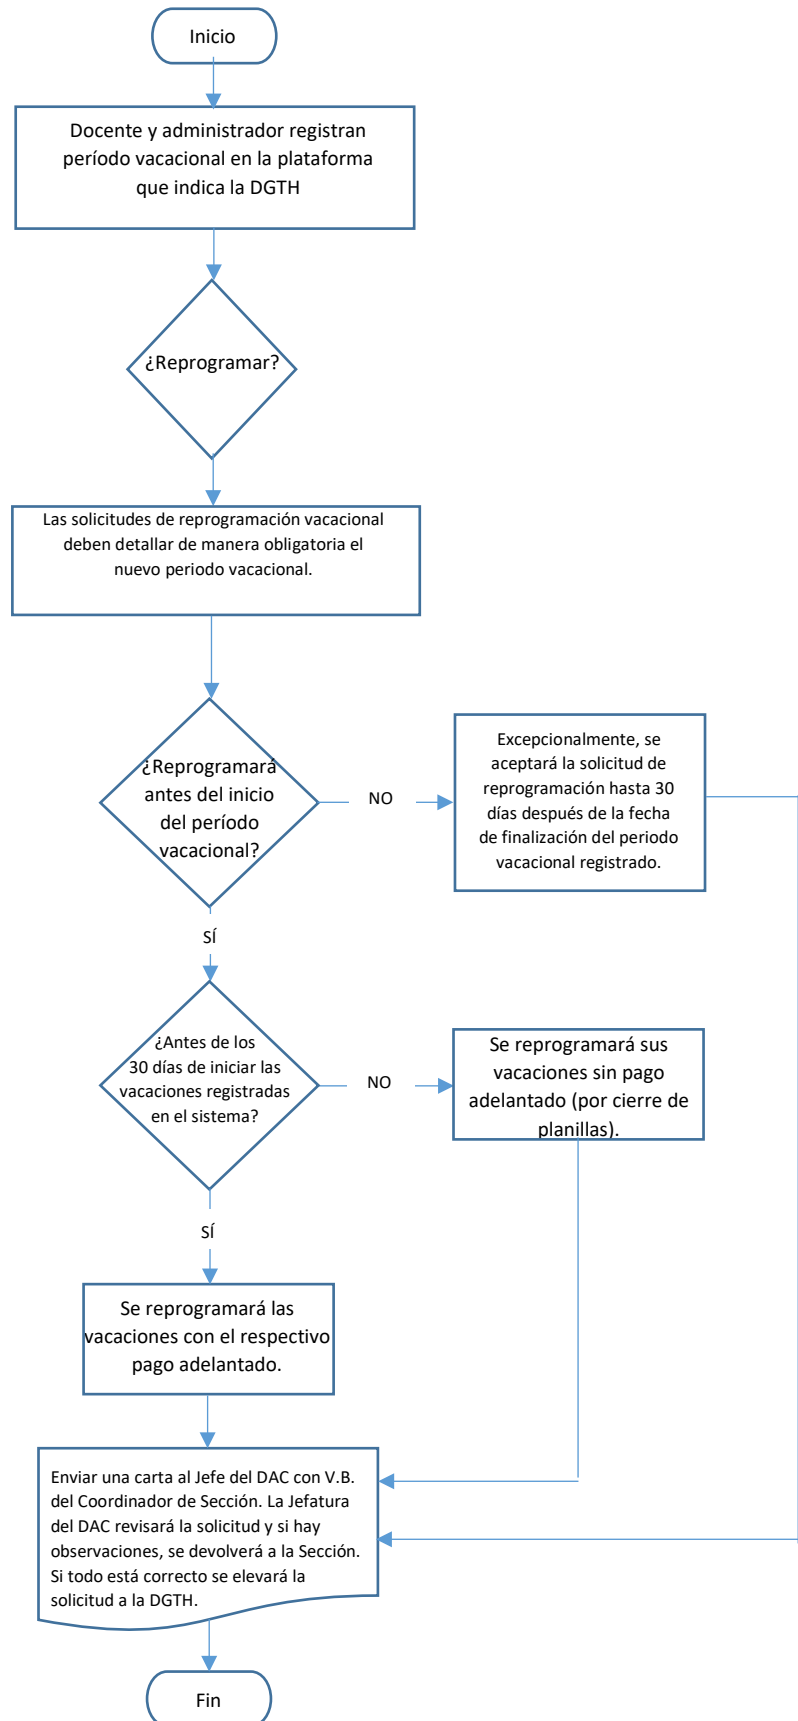 Inicio
Docente y administrador registran
período vacacional en la plataforma
que indica la DGTH
¿Reprogramar?
Las solicitudes de reprogramación vacacional
deben detallar de manera obligatoria el
nuevo periodo vacacional.
¿Reprogramará
antes del inicio
del período
vacacional?
NO
Excepcionalmente, se
aceptará la solicitud de
reprogramación hasta 30
días después de la fecha
de finalización del periodo
vacacional registrado.
SÍ
¿Antes de los
30 días de iniciar las
vacaciones registradas
en el sistema?
NO
Se reprogramará sus
vacaciones sin pago
adelantado (por cierre de
planillas).
SÍ
Se reprogramará las
vacaciones con el respectivo
pago adelantado.
Enviar una carta al Jefe del DAC con V.B.
del Coordinador de Sección. La Jefatura
del DAC revisará la solicitud y si hay
observaciones, se devolverá a la Sección.
Si todo está correcto se elevará la
solicitud a la DGTH.
Fin